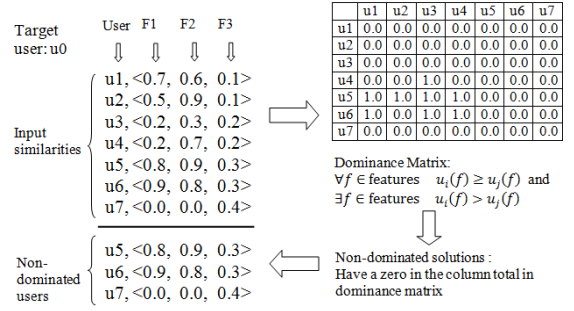 Target user: u0
User F1 F2 F3
Input similarities
u1, <0.7, 0.6, 0.1>
u2, <0.5, 0.9, 0.1>
u3, <0.2, 0.3, 0.2>
u4, <0.2, 0.7, 0.2>
u5, <0.8, 0.9, 0.3>
u6, <0.9, 0.8, 0.3>
u7, <0.0, 0.0, 0.4>
u1 u2 u3 u4 u5 u6 u7
u1 0.0 0.0 0.0 0.0 0.0 0.0 0.0
u2 0.0 0.0 0.0 0.0 0.0 0.0 0.0
u3 0.0 0.0 0.0 0.0 0.0 0.0 0.0
u4 0.0 0.0 1.0 0.0 0.0 0.0 0.0
u5 1.0 1.0 1.0 1.0 0.0 0.0 0.0
u6 1.0 0.0 1.0 1.0 0.0 0.0 0.0
u7 0.0 0.0 0.0 0.0 0.0 0.0 0.0
Dominance Matrix:
∀f ∈ features u_i(f) ≥ u_j(f) and
∃f ∈ features u_i(f) > u_j(f)
Non-dominated solutions :
Have a zero in the column total in
dominance matrix
Non-
dominated
users
u5, <0.8, 0.9, 0.3>
u6, <0.9, 0.8, 0.3>
u7, <0.0, 0.0, 0.4>